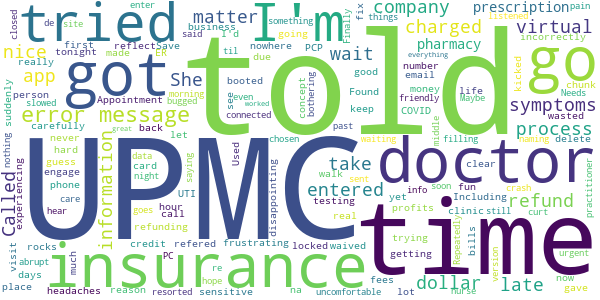 tried I'm matter company prescription pain
de site enter
closed business listened
something
told
nice got She wait charged virtual go
app error message
really first reflect Save ER
tonight made PCP til nowhere due I'd said going
Finally fix things
pharmacy incorrectly
good number email money life everything
Found friendly Maybe chunk Needs
keep COVID wasted
kicked symptoms process
person slowed Appointment booted
suddenly carefully back see even connected worked
morning bugged concept bothering
past middle filling naming delete
UPMC doctor time
never let great chosen waiting
nothing hard guess data card night saying
information Used disappointing
take entered clear
walk info fun yet soon crash
Called experiencing engage phone care hear
UTI hour call goes refunding
testing real sent profits Including
clinic still curt refund
practitioner
insurance
rocks credit refered frustrating locked waived
PC trying getting Repeatedly version bills
visit abrupt days much reason resorted sensitive
re hope na fees lot
dollar late urgent now gave
place headaches uncomfortable nurse